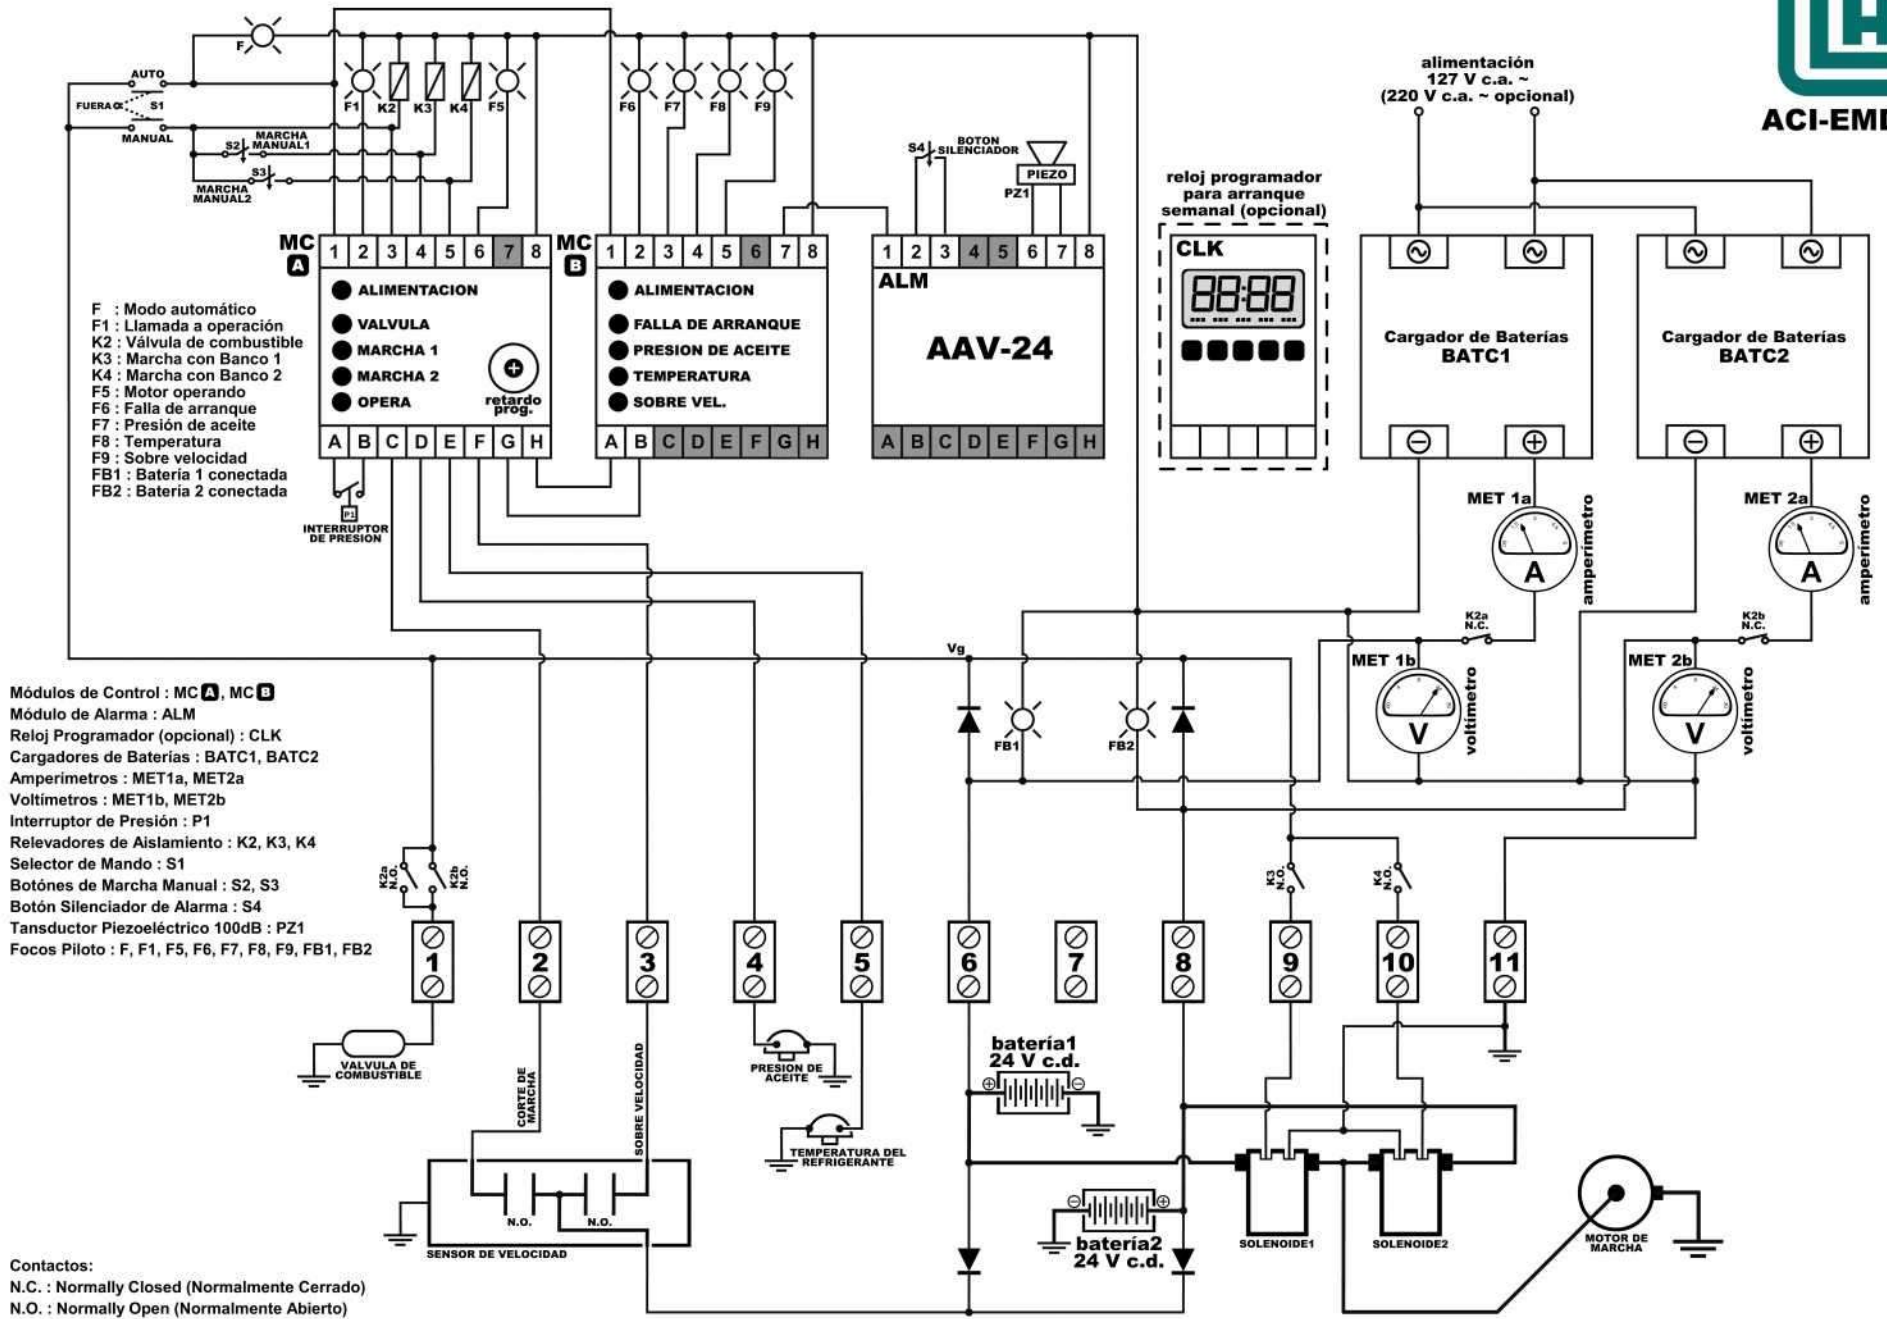 F
AUTO
FUERA
S1
MANUAL
S2
MARCHA
MANUAL1
S3
MARCHA
MANUAL2
F1
K2
K3
K4
F5
F6
F7
F8
F9
S4
BOTON
SILENCIADOR
PIEZO
PZ1
reloj programador
para arranque
semanal (opcional)
alimentación
127 V c.a. ~
(220 V c.a. ~ opcional)
ACI-EM
MC A
1 2 3 4 5 6 7 8
ALIMENTACION
VALVULA
MARCHA 1
MARCHA 2
OPERA
retardo
prog.
A B C D E F G H
MC B
1 2 3 4 5 6 7 8
ALIMENTACION
FALLA DE ARRANQUE
PRESION DE ACEITE
TEMPERATURA
SOBRE VEL.
A B C D E F G H
1 2 3 4 5 6 7 8
ALM
AAV-24
A B C D E F G H
CLK
88:88
Cargador de Baterías
BATC1
Cargador de Baterías
BATC2
F : Modo automático
F1 : Llamada a operación
K2 : Válvula de combustible
K3 : Marcha con Banco 1
K4 : Marcha con Banco 2
F5 : Motor operando
F6 : Falla de arranque
F7 : Presión de aceite
F8 : Temperatura
F9 : Sobre velocidad
FB1 : Batería 1 conectada
FB2 : Batería 2 conectada
P1
INTERRUPTOR
DE PRESION
MET 1a
A
amperímetro
MET 2a
A
amperímetro
K2a
N.C.
K2b
N.C.
MET 1b
V
voltímetro
MET 2b
V
voltímetro
Vg
FB1
FB2
Módulos de Control : MC A, MC B
Módulo de Alarma : ALM
Reloj Programador (opcional) : CLK
Cargadores de Baterías : BATC1, BATC2
Amperímetros : MET1a, MET2a
Voltímetros : MET1b, MET2b
Interruptor de Presión : P1
Relevadores de Aislamiento : K2, K3, K4
Selector de Mando : S1
Botónes de Marcha Manual : S2, S3
Botón Silenciador de Alarma : S4
Tansductor Piezoeléctrico 100dB : PZ1
Focos Piloto : F, F1, F5, F6, F7, F8, F9, FB1, FB2
K2a
N.O.
K2b
N.O.
K3
N.O.
K4
N.O.
1 2 3 4 5 6 7 8 9 10 11
VALVULA DE
COMBUSTIBLE
CORTE DE
MARCHA
SOBRE VELOCIDAD
PRESION DE
ACEITE
TEMPERATURA DEL
REFRIGERANTE
N.O.
N.O.
SENSOR DE VELOCIDAD
batería1
24 V c.d.
batería2
24 V c.d.
SOLENOIDE1
SOLENOIDE2
MOTOR DE
MARCHA
Contactos:
N.C. : Normally Closed (Normalmente Cerrado)
N.O. : Normally Open (Normalmente Abierto)